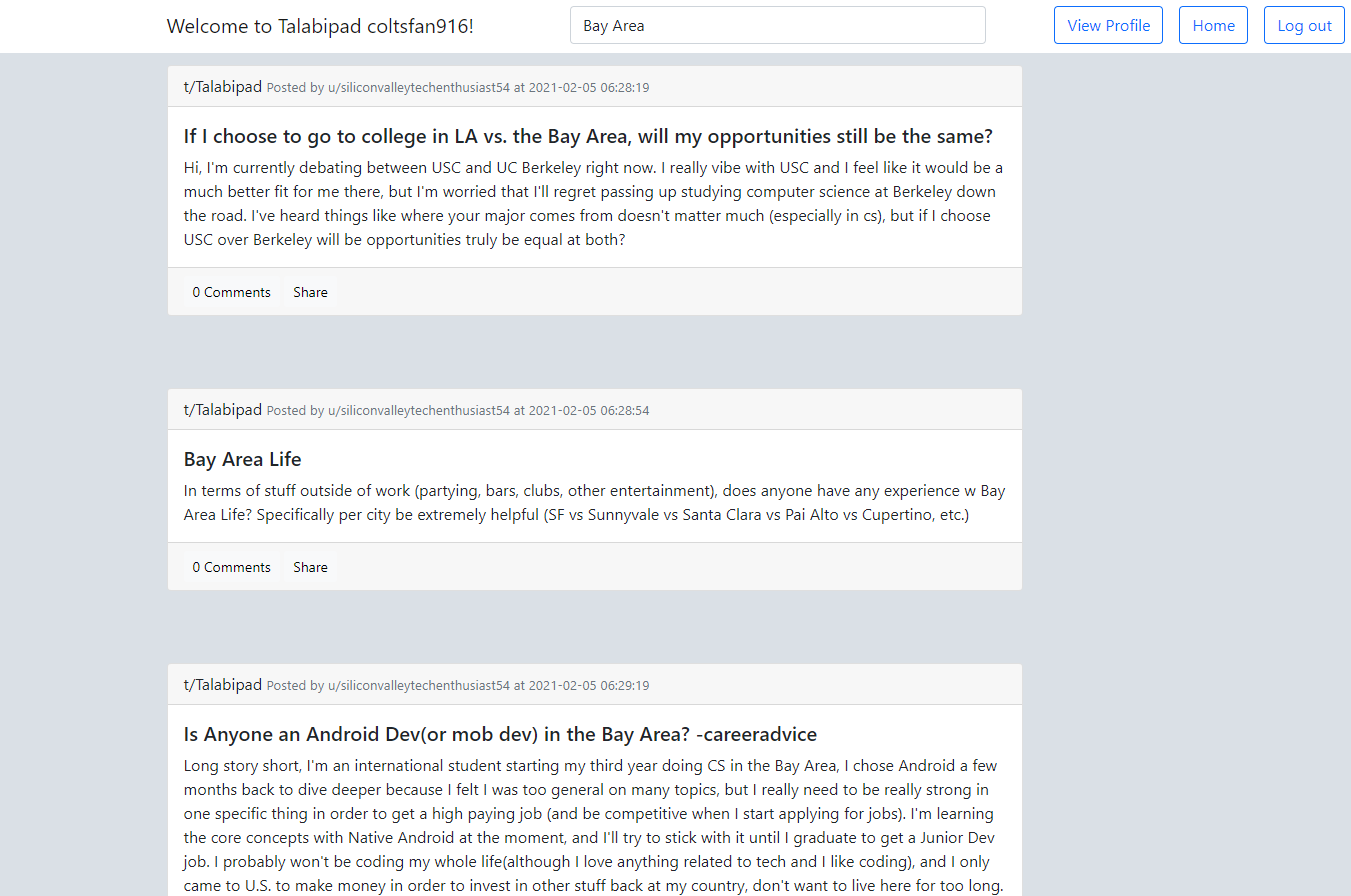 Welcome to Talabipad coltsfan916!
Bay Area
View Profile
Home
Log out
t/Talabipad Posted by u/siliconvalleytechenthusiast54 at 2021-02-05 06:28:19
If I choose to go to college in LA vs. the Bay Area, will my opportunities still be the same?
Hi, I'm currently debating between USC and UC Berkeley right now. I really vibe with USC and I feel like it would be a
much better fit for me there, but I'm worried that I'll regret passing up studying computer science at Berkeley down
the road. I've heard things like where your major comes from doesn't matter much (especially in cs), but if I choose
USC over Berkeley will be opportunities truly be equal at both?
0 Comments Share
t/Talabipad Posted by u/siliconvalleytechenthusiast54 at 2021-02-05 06:28:54
Bay Area Life
In terms of stuff outside of work (partying, bars, clubs, other entertainment), does anyone have any experience w Bay
Area Life? Specifically per city be extremely helpful (SF vs Sunnyvale vs Santa Clara vs Pai Alto vs Cupertino, etc.)
0 Comments Share
t/Talabipad Posted by u/siliconvalleytechenthusiast54 at 2021-02-05 06:29:19
Is Anyone an Android Dev(or mob dev) in the Bay Area? -careeradvice
Long story short, I'm an international student starting my third year doing CS in the Bay Area, I chose Android a few
months back to dive deeper because I felt I was too general on many topics, but I really need to be really strong in
one specific thing in order to get a high paying job (and be competitive when I start applying for jobs). I'm learning
the core concepts with Native Android at the moment, and I'll try to stick with it until I graduate to get a Junior Dev
job. I probably won't be coding my whole life(although I love anything related to tech and I like coding), and I only
came to U.S. to make money in order to invest in other stuff back at my country, don't want to live here for too long.